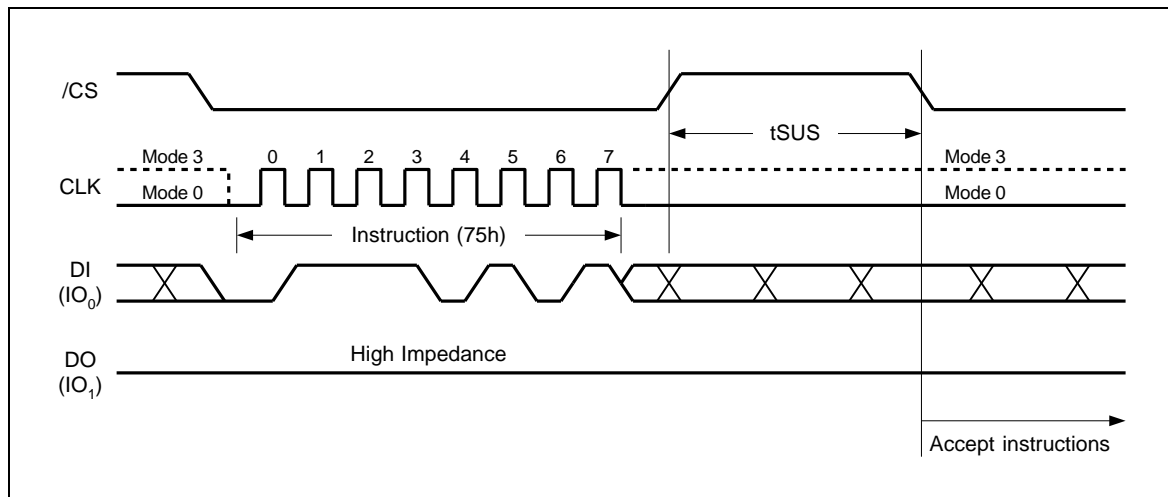 /CS
tSUS
0 1 2 3 4 5 6 7
Mode 3
Mode 3
CLK
Mode 0
Mode 0
Instruction (75h)
DI
(IO₀)
High Impedance
DO
(IO₁)
Accept instructions